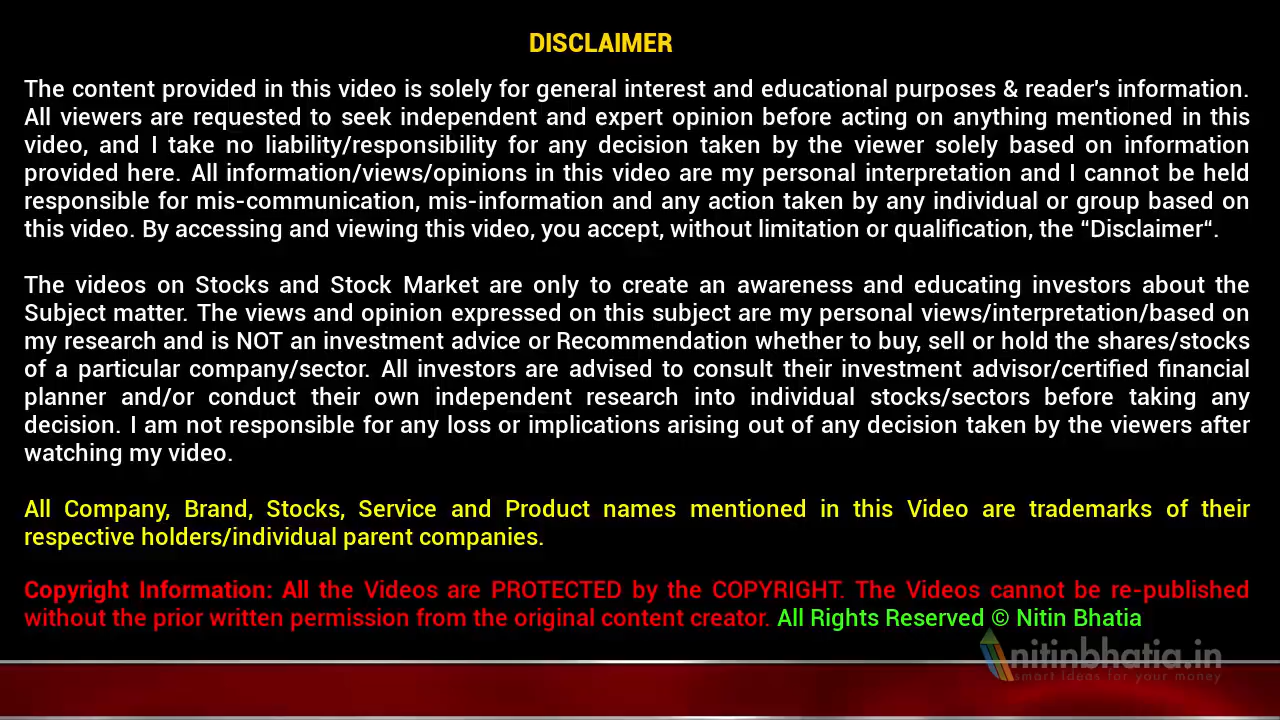 DISCLAIMER
The content provided in this video is solely for general interest and educational purposes & reader's information.
All viewers are requested to seek independent and expert opinion before acting on anything mentioned in this
video, and I take no liability/responsibility for any decision taken by the viewer solely based on information
provided here. All information/views/opinions in this video are my personal interpretation and I cannot be held
responsible for mis-communication, mis-information and any action taken by any individual or group based on
this video. By accessing and viewing this video, you accept, without limitation or qualification, the “Disclaimer“.
The videos on Stocks and Stock Market are only to create an awareness and educating investors about the
Subject matter. The views and opinion expressed on this subject are my personal views/interpretation/based on
my research and is NOT an investment advice or Recommendation whether to buy, sell or hold the shares/stocks
of a particular company/sector. All investors are advised to consult their investment advisor/certified financial
planner and/or conduct their own independent research into individual stocks/sectors before taking any
decision. I am not responsible for any loss or implications arising out of any decision taken by the viewers after
watching my video.
All Company, Brand, Stocks, Service and Product names mentioned in this Video are trademarks of their
respective holders/individual parent companies.
Copyright Information: All the Videos are PROTECTED by the COPYRIGHT. The Videos cannot be re-published
without the prior written permission from the original content creator. All Rights Reserved © Nitin Bhatia
nitinbhatia.in
smart ideas for your money